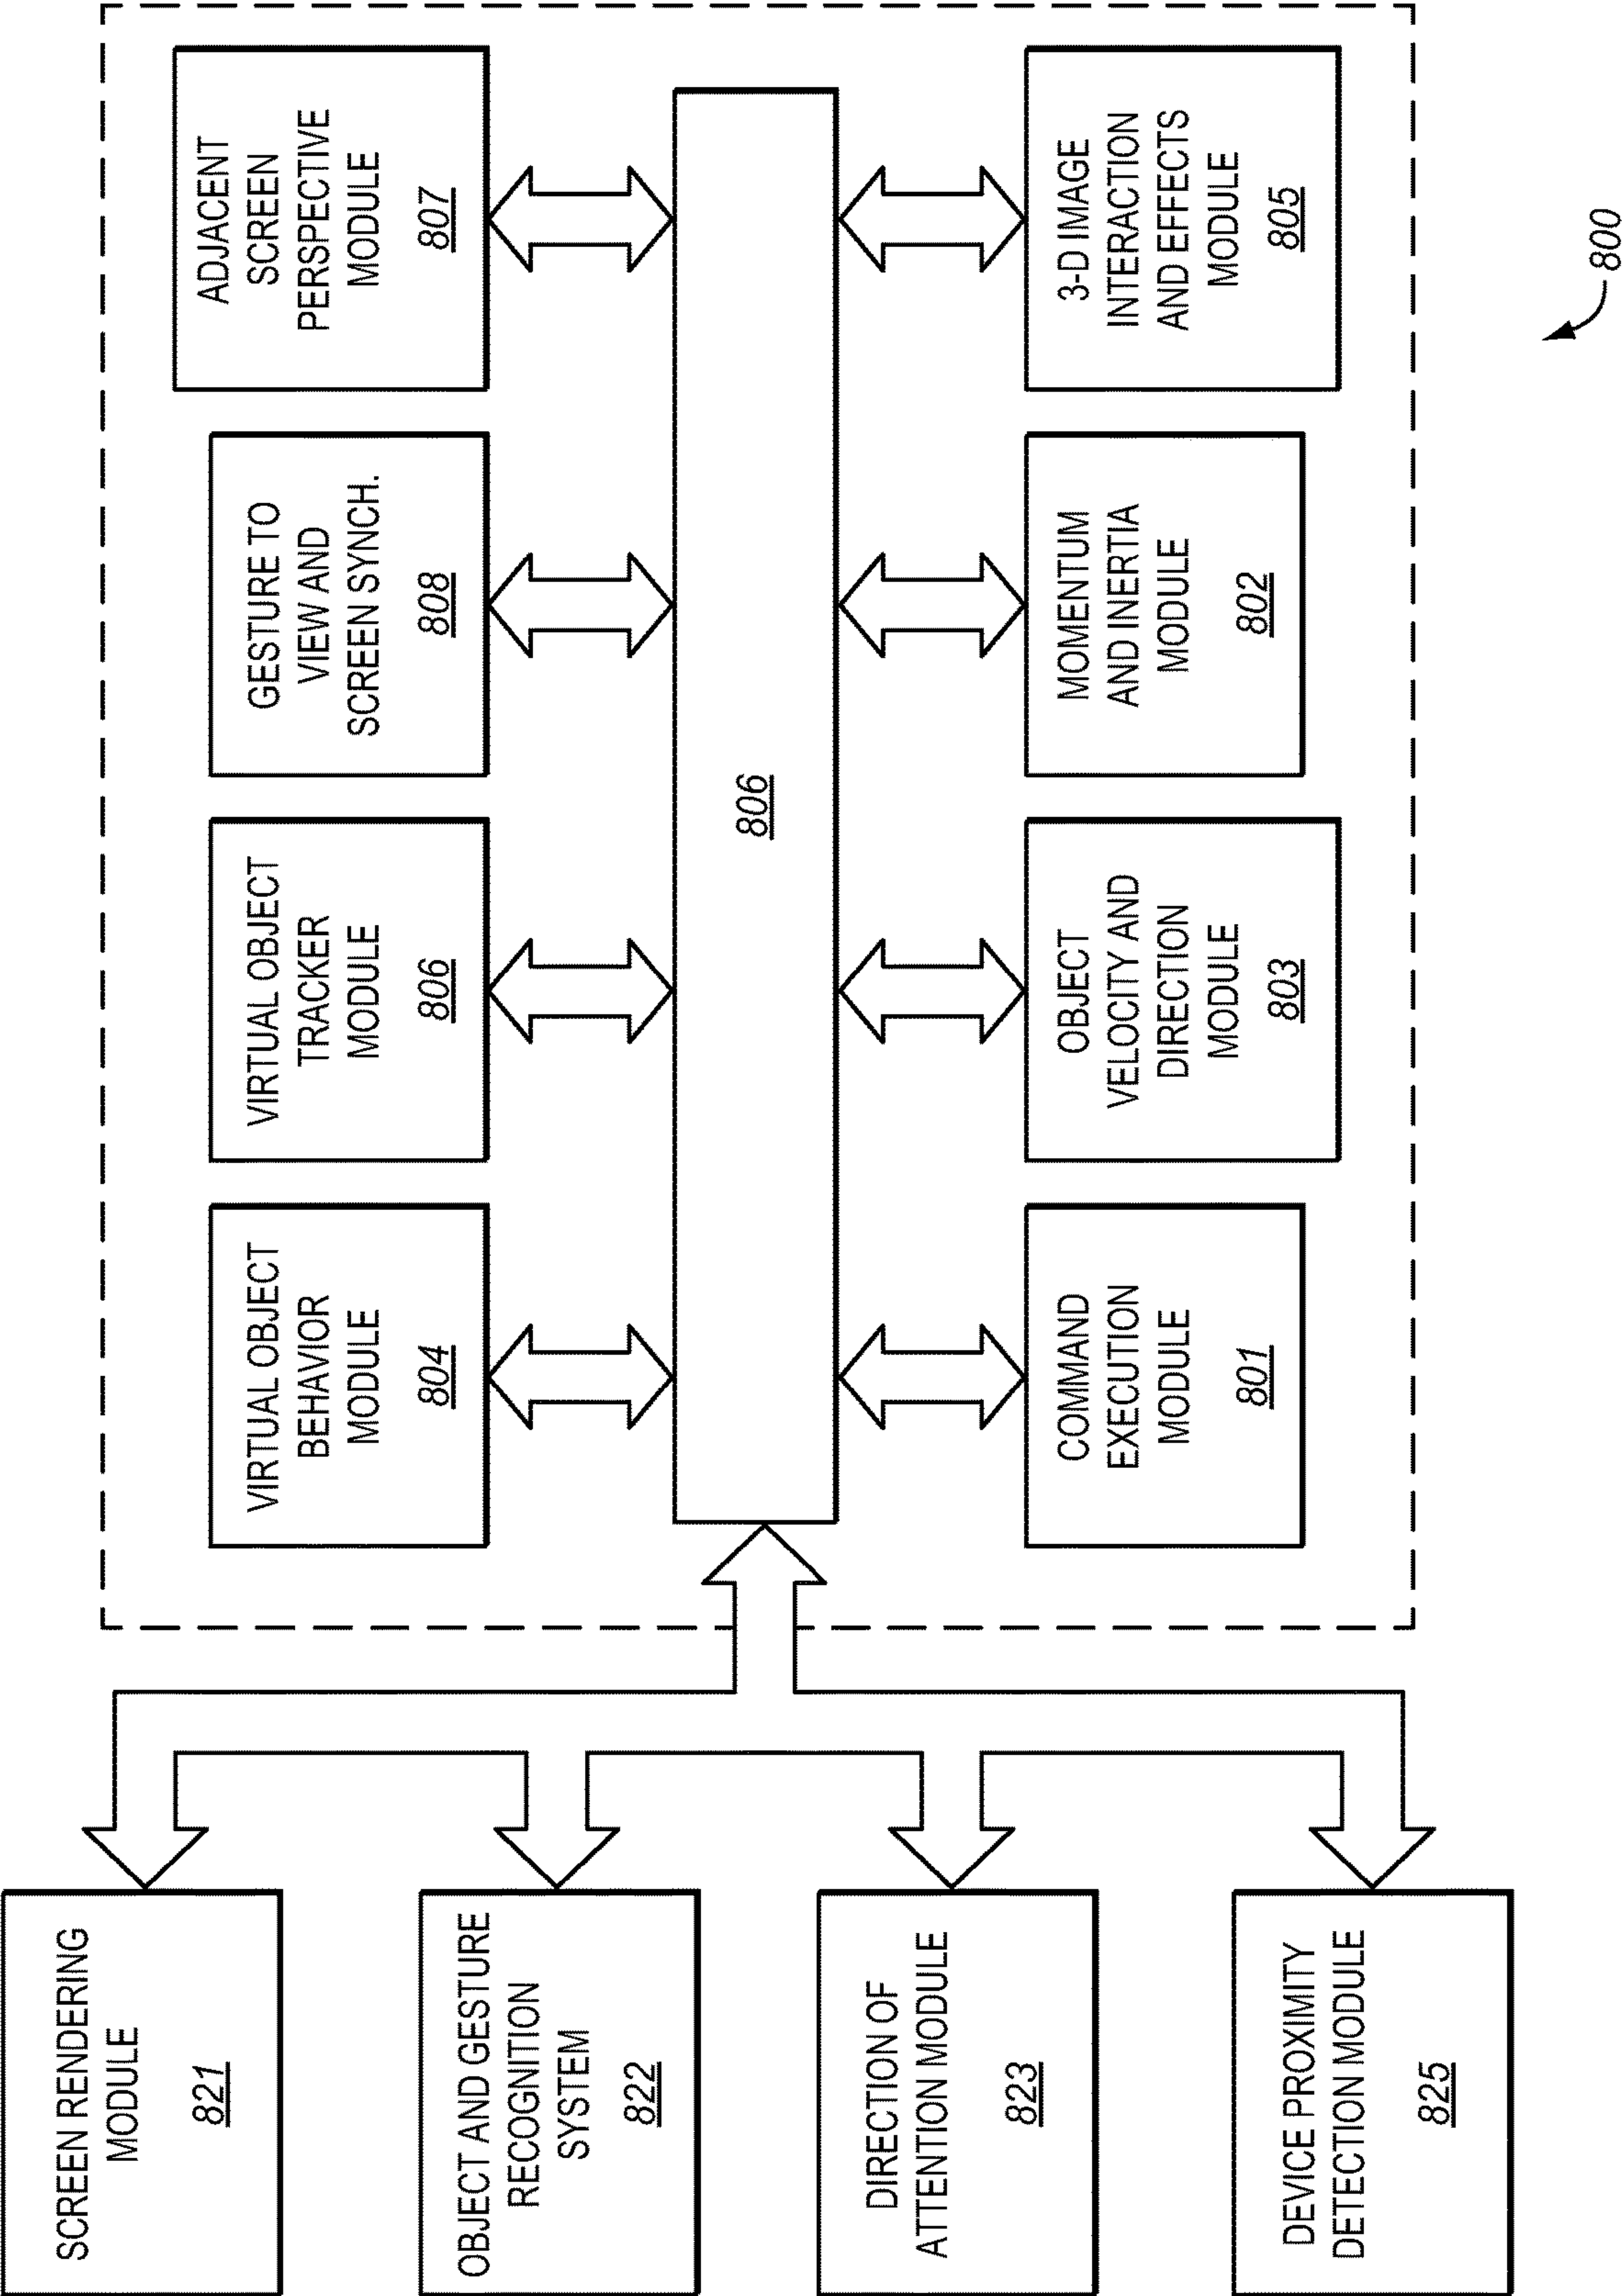 SCREEN RENDERING
MODULE
821
OBJECT AND GESTURE
RECOGNITION
SYSTEM
822
DIRECTION OF
ATTENTION MODULE
823
DEVICE PROXIMITY
DETECTION MODULE
825
VIRTUAL OBJECT
BEHAVIOR
MODULE
804
VIRTUAL OBJECT
TRACKER
MODULE
806
GESTURE TO
VIEW AND
SCREEN SYNCH.
808
ADJACENT
SCREEN
PERSPECTIVE
MODULE
807
806
COMMAND
EXECUTION
MODULE
801
OBJECT
VELOCITY AND
DIRECTION
MODULE
803
MOMENTUM
AND INERTIA
MODULE
802
3-D IMAGE
INTERACTION
AND EFFECTS
MODULE
805
800